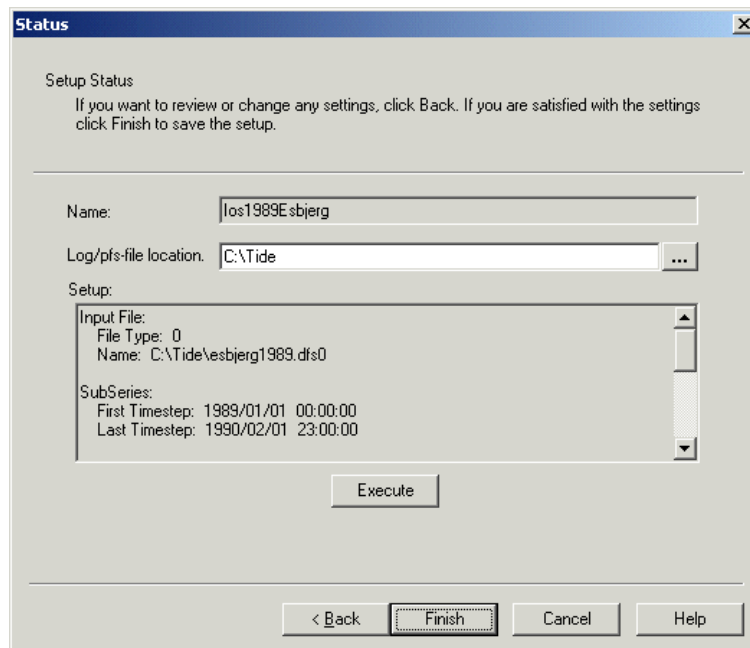 Status
Setup Status
If you want to review or change any settings, click Back. If you are satisfied with the settings
click Finish to save the setup.
Name: Ios1989Esbjerg
Log/pfs-file location. C:\Tide ...
Setup:
Input File:
File Type: 0
Name: C:\Tide\esbjerg1989.dfs0
SubSeries:
First Timestep: 1989/01/01 00:00:00
Last Timestep: 1990/02/01 23:00:00
Execute
< Back Finish Cancel Help